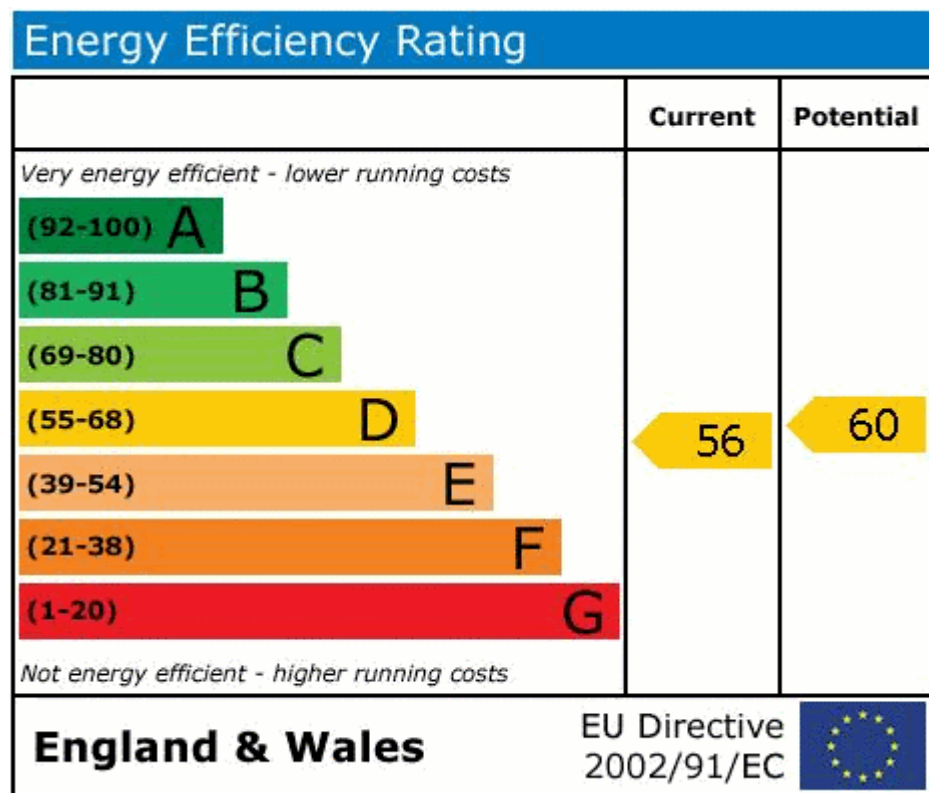 Energy Efficiency Rating
Current Potential
Very energy efficient - lower running costs
(92-100) A
(81-91) B
(69-80) C
(55-68) D
56 60
(39-54) E
(21-38) F
(1-20) G
Not energy efficient - higher running costs
England & Wales
EU Directive
2002/91/EC